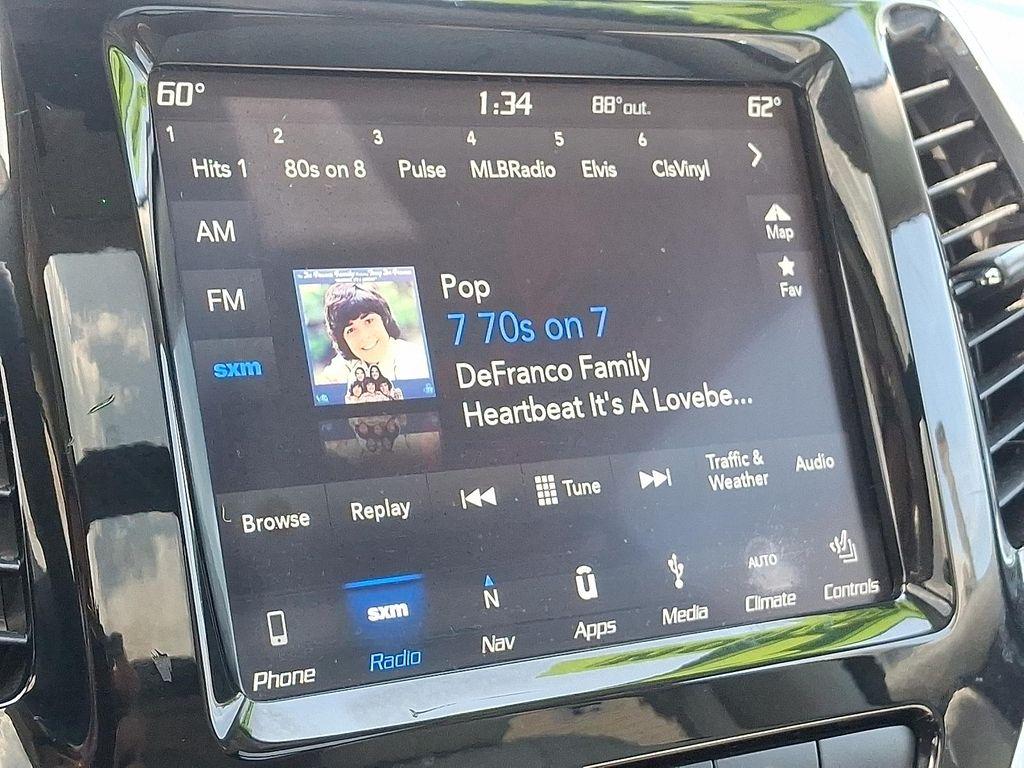 60° 1:34 88°out. 62°
1 2 3 4 5 6
Hits 1 80s on 8 Pulse MLBRadio Elvis ClsVinyl
AM
Map
FM
Fav
sxm
Pop
7 70s on 7
DeFranco Family
Heartbeat It's A Lovebe...
Browse Replay Tune Traffic &
Weather Audio
Phone
sxm
Radio
N
Nav
ū
Apps
Media
AUTO
Climate
Controls